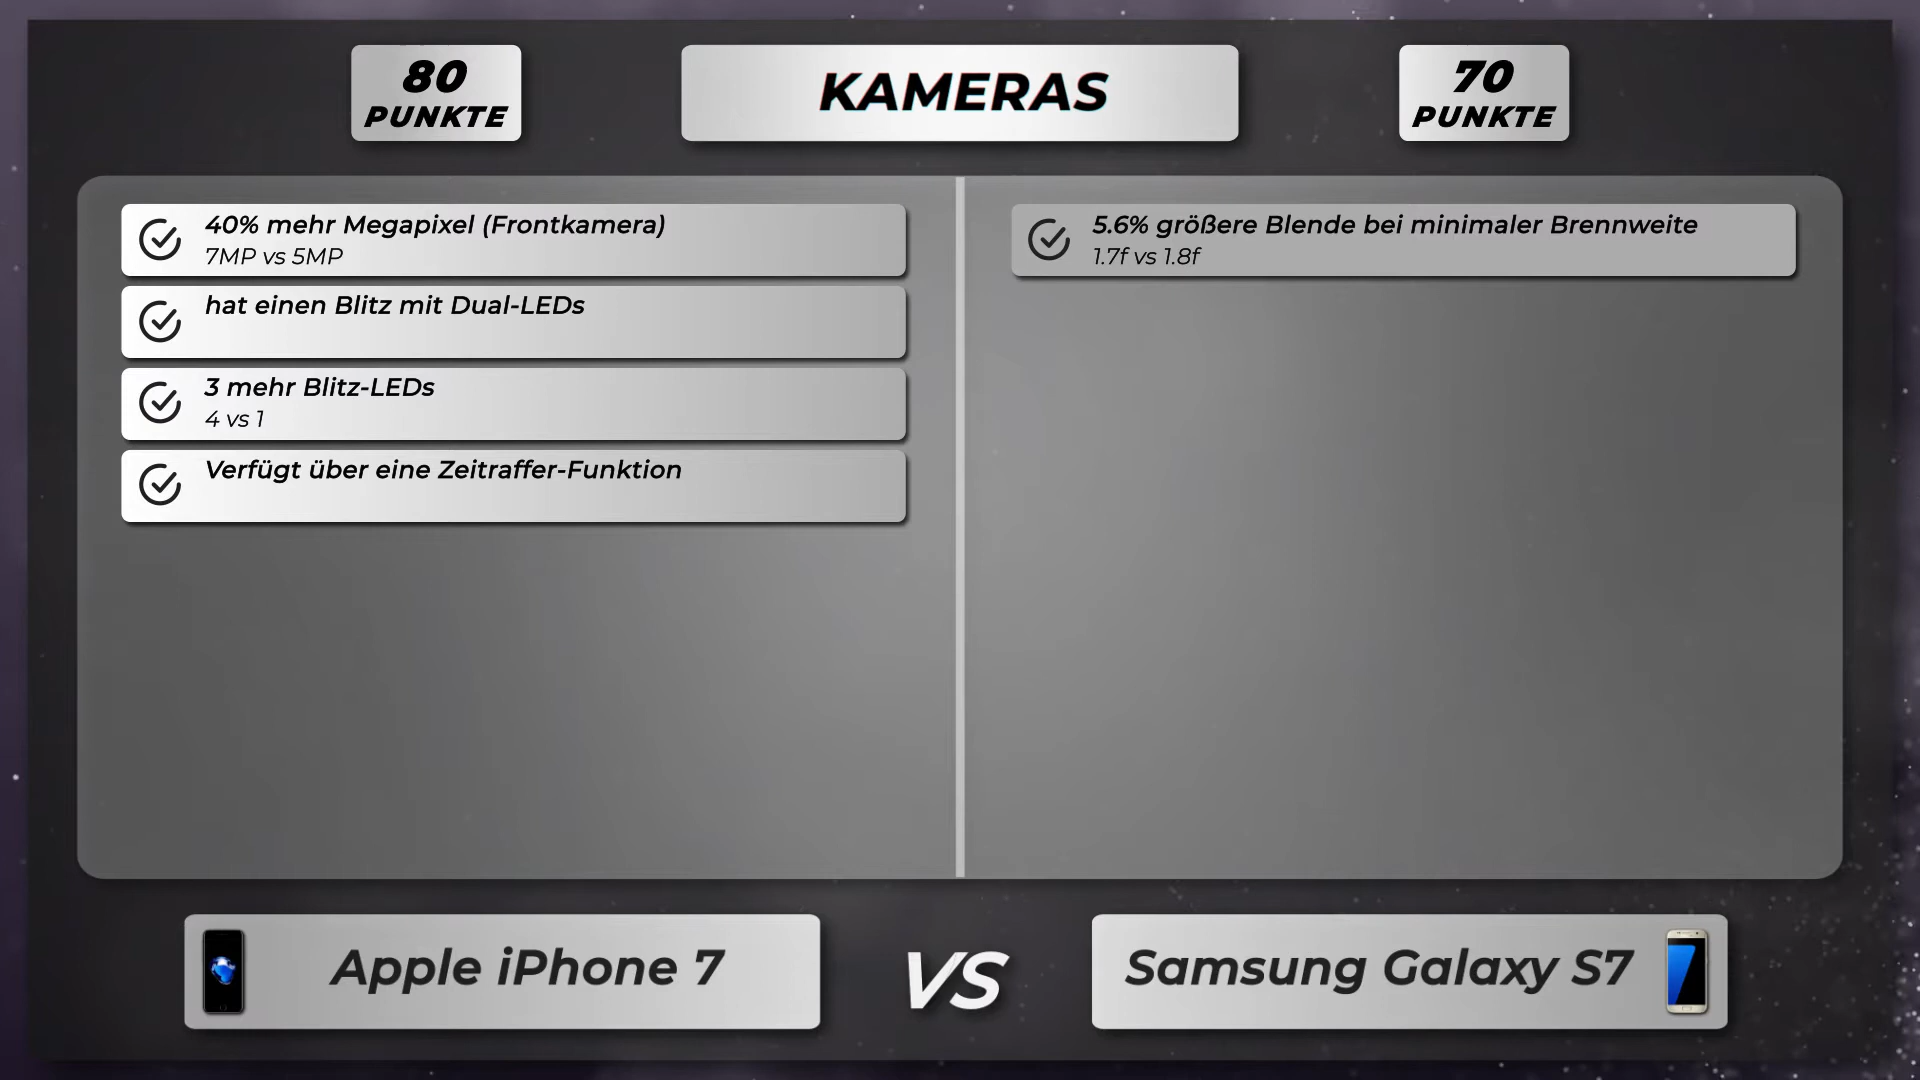 80
PUNKTE
KAMERAS
70
PUNKTE
40% mehr Megapixel (Frontkamera)
7MP vs 5MP
hat einen Blitz mit Dual-LEDs
3 mehr Blitz-LEDs
4 vs 1
Verfügt über eine Zeitraffer-Funktion
5.6% größere Blende bei minimaler Brennweite
1.7f vs 1.8f
Apple iPhone 7
VS
Samsung Galaxy S7